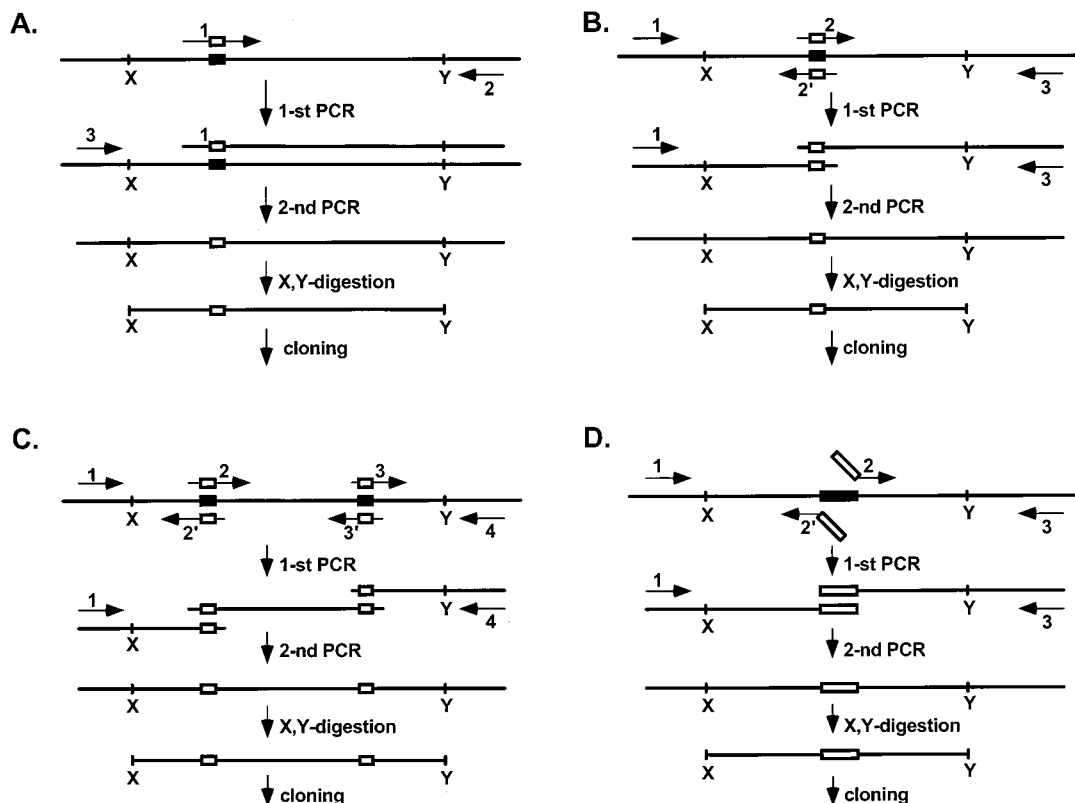 A.
1
X Y
2
1-st PCR
3 1
X Y
2-nd PCR
X,Y-digestion
X Y
cloning
B.
1 2
X Y
2' 3
1-st PCR
1
X Y
3
2-nd PCR
X,Y-digestion
X Y
cloning
C.
1 2 3
X Y
2' 3' 4
1-st PCR
1
Y
4
X
2-nd PCR
X Y
X,Y-digestion
X Y
cloning
D.
1 2
X Y
2' 3
1-st PCR
1
X Y
3
2-nd PCR
X Y
X,Y-digestion
X Y
cloning